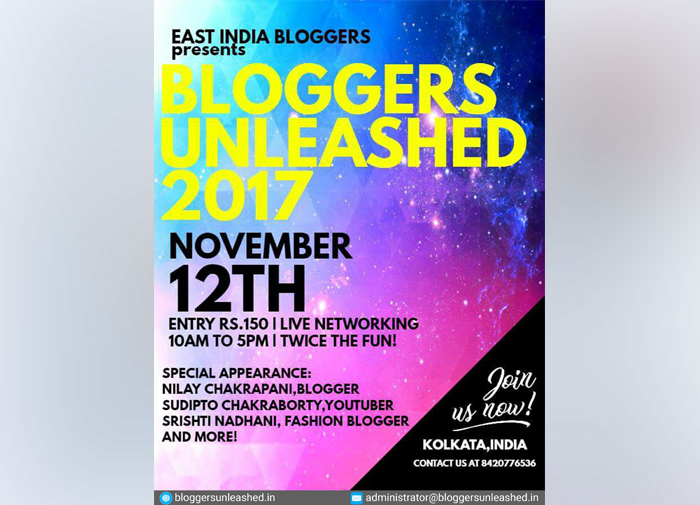 EAST INDIA BLOGGERS
presents
BLOGGERS
UNLEASHED
2017
NOVEMBER
12TH
ENTRY RS.150 | LIVE NETWORKING
10AM TO 5PM | TWICE THE FUN!
SPECIAL APPEARANCE:
NILAY CHAKRAPANI,BLOGGER
SUDIPTO CHAKRABORTY,YOUTUBER
SRISHTI NADHANI, FASHION BLOGGER
AND MORE!
Join
us now!
KOLKATA,INDIA
CONTACT US AT 8420776536
bloggersunleashed.in
administrator@bloggersunleashed.in